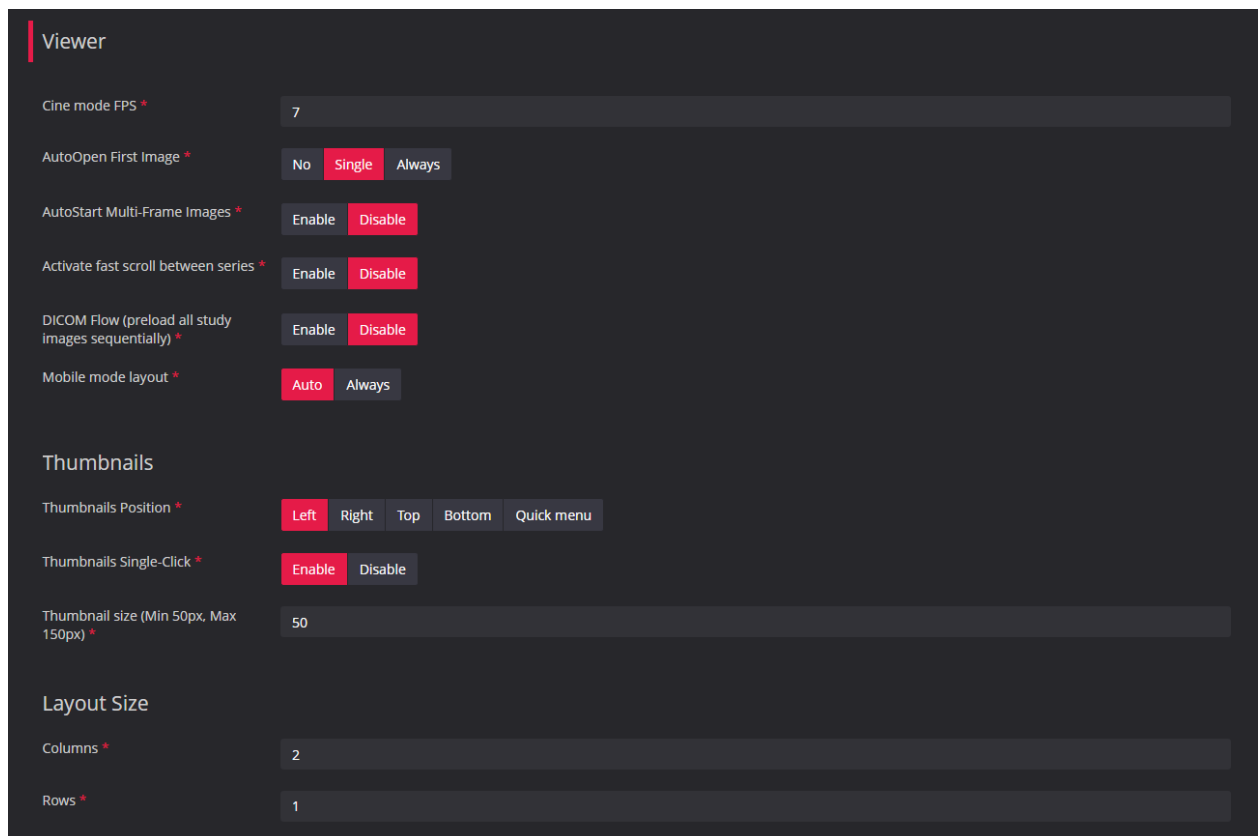 Viewer
Cine mode FPS *
7
AutoOpen First Image *
No Single Always
AutoStart Multi-Frame Images *
Enable Disable
Activate fast scroll between series *
Enable Disable
DICOM Flow (preload all study
images sequentially) *
Enable Disable
Mobile mode layout *
Auto Always
Thumbnails
Thumbnails Position *
Left Right Top Bottom Quick menu
Thumbnails Single-Click *
Enable Disable
Thumbnail size (Min 50px, Max
150px) *
50
Layout Size
Columns *
2
Rows *
1